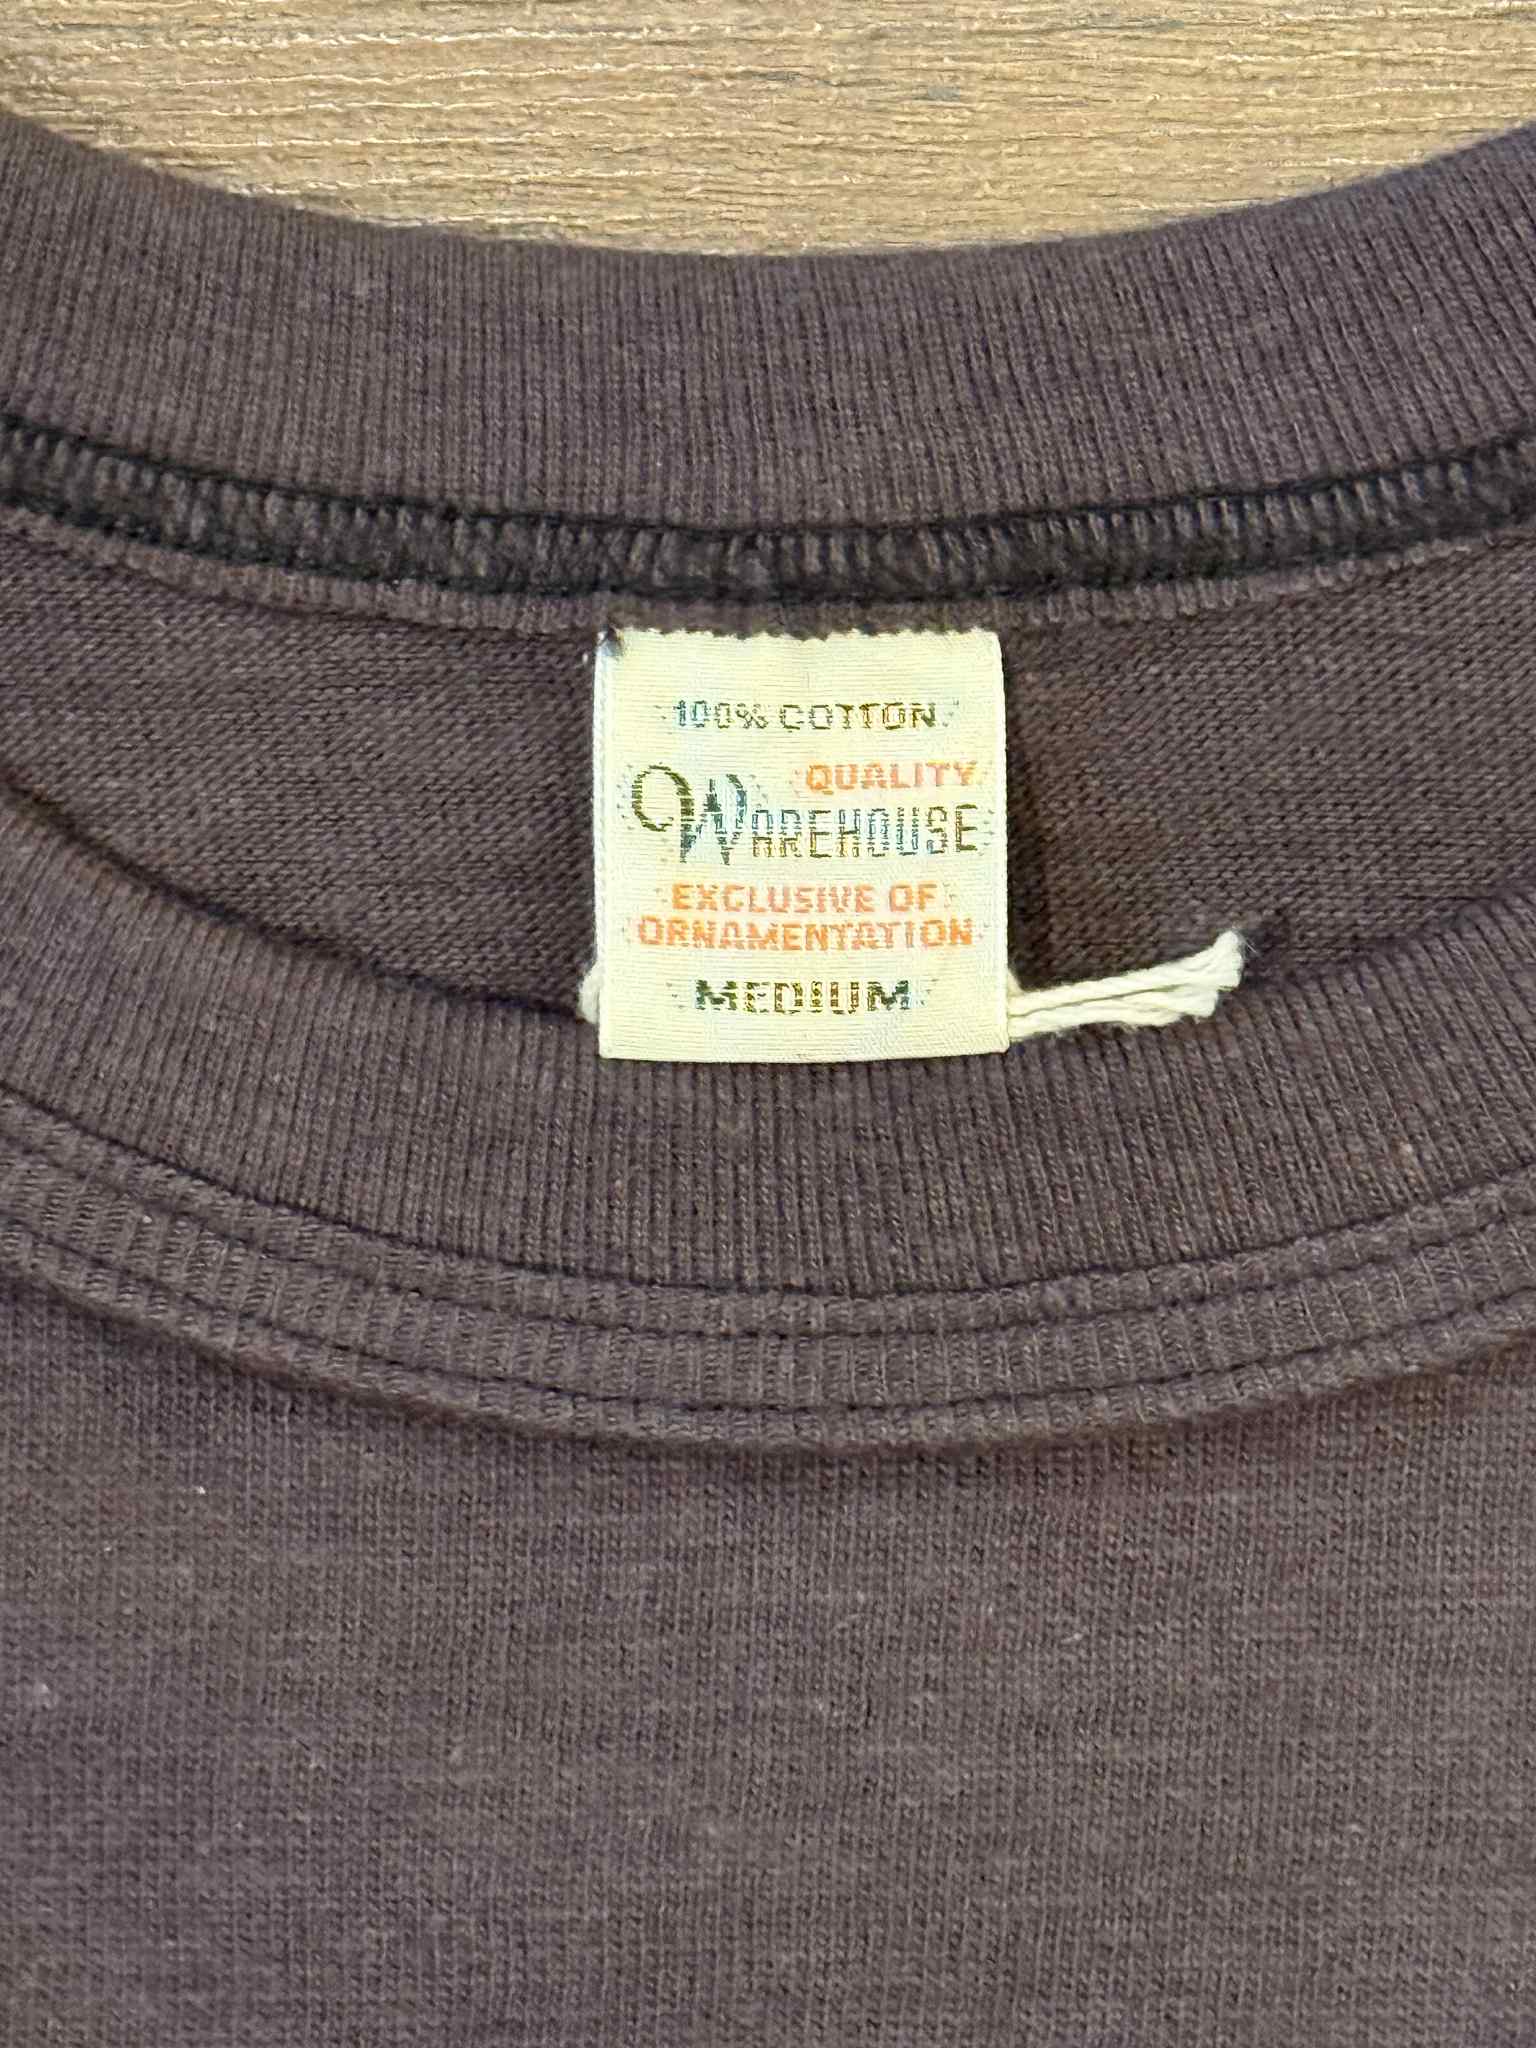 100% COTTON
QUALITY
WAREHOUSE
EXCLUSIVE OF
ORNAMENTATION
MEDIUM